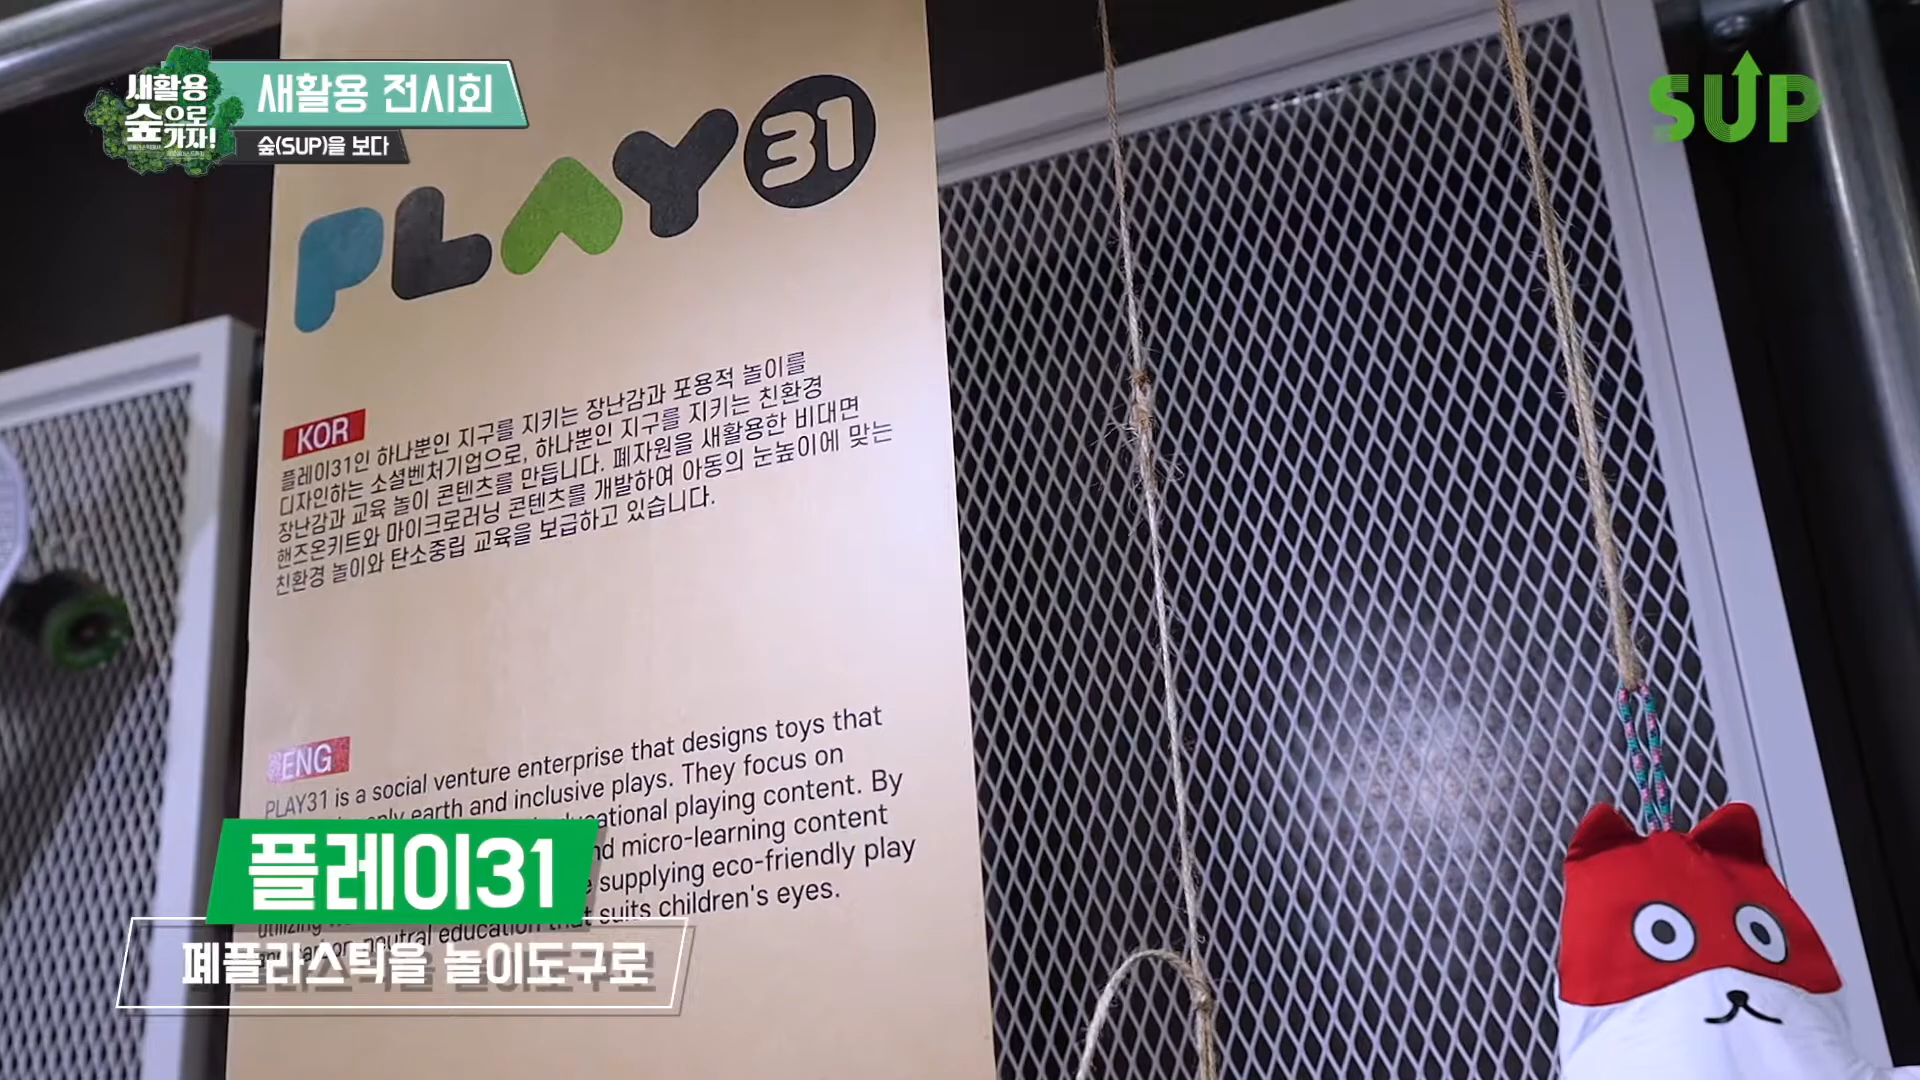 새활용
숲으로
가자!
새활용 전시회
숲(SUP)을 보다
SUP
PLAY31
KOR
플레이31인 하나뿐인 지구를 지키는 장난감과 포용적 놀이를
디자인하는 소셜벤처기업으로, 하나뿐인 지구를 지키는 친환경
장난감과 교육 놀이 콘텐츠를 만듭니다. 폐자원을 새활용한 비대면
핸즈온키트와 마이크로러닝 콘텐츠를 개발하여 아동의 눈높이에 맞는
친환경 놀이와 탄소중립 교육을 보급하고 있습니다.
ENG
PLAY31 is a social venture enterprise that designs toys that
only earth and inclusive plays. They focus on
playing content. By
micro-learning content
supplying eco-friendly play
neutral education suits children's eyes.
플레이31
폐플라스틱을 놀이도구로